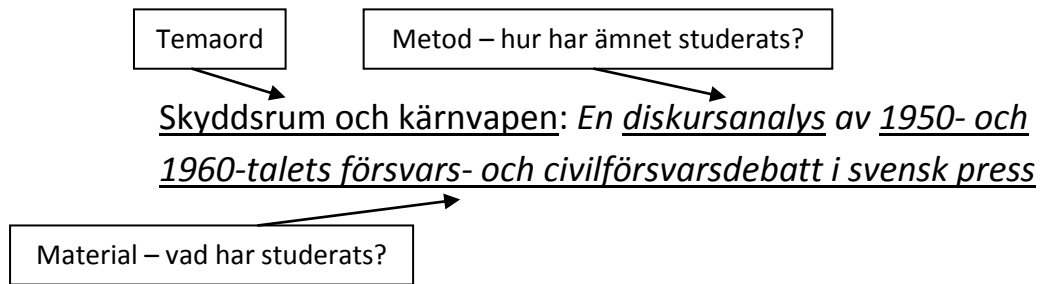 Temaord
Metod – hur har ämnet studerats?
Skyddsrum och kärnvapen: En diskursanalys av 1950- och
1960-talets försvars- och civilförsvarsdebatt i svensk press
Material – vad har studerats?